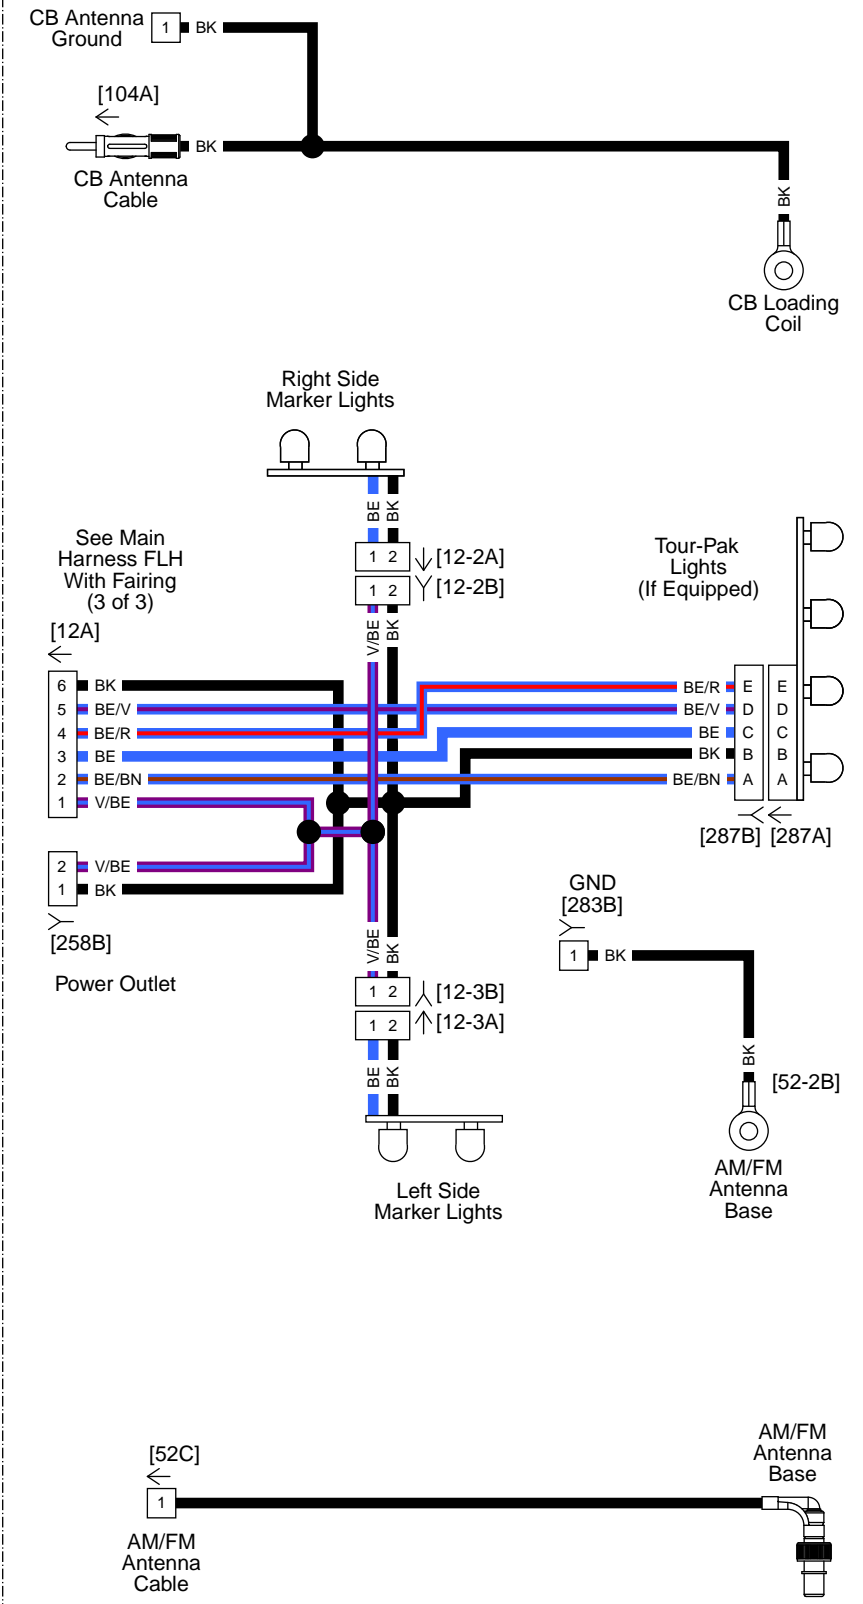 CB Antenna
Ground
1 BK
[104A]
BK
CB Antenna
Cable
BK
CB Loading
Coil
Right Side
Marker Lights
BE BK
1 2 [12-2A]
1 2 [12-2B]
V/BE BK
See Main
Harness FLH
With Fairing
(3 of 3)
[12A]
Tour-Pak
Lights
(If Equipped)
6 BK BE/R E E
5 BE/V BE/V D D
4 BE/R BE C C
3 BE BK B B
2 BE/BN BE/BN A A
1 V/BE
[287B] [287A]
2 V/BE
1 BK
[258B]
Power Outlet
GND
[283B]
1 BK
V/BE BK
1 2 [12-3B]
1 2 [12-3A]
BE BK
Left Side
Marker Lights
BK
[52-2B]
AM/FM
Antenna
Base
[52C]
1
AM/FM
Antenna
Cable
AM/FM
Antenna
Base